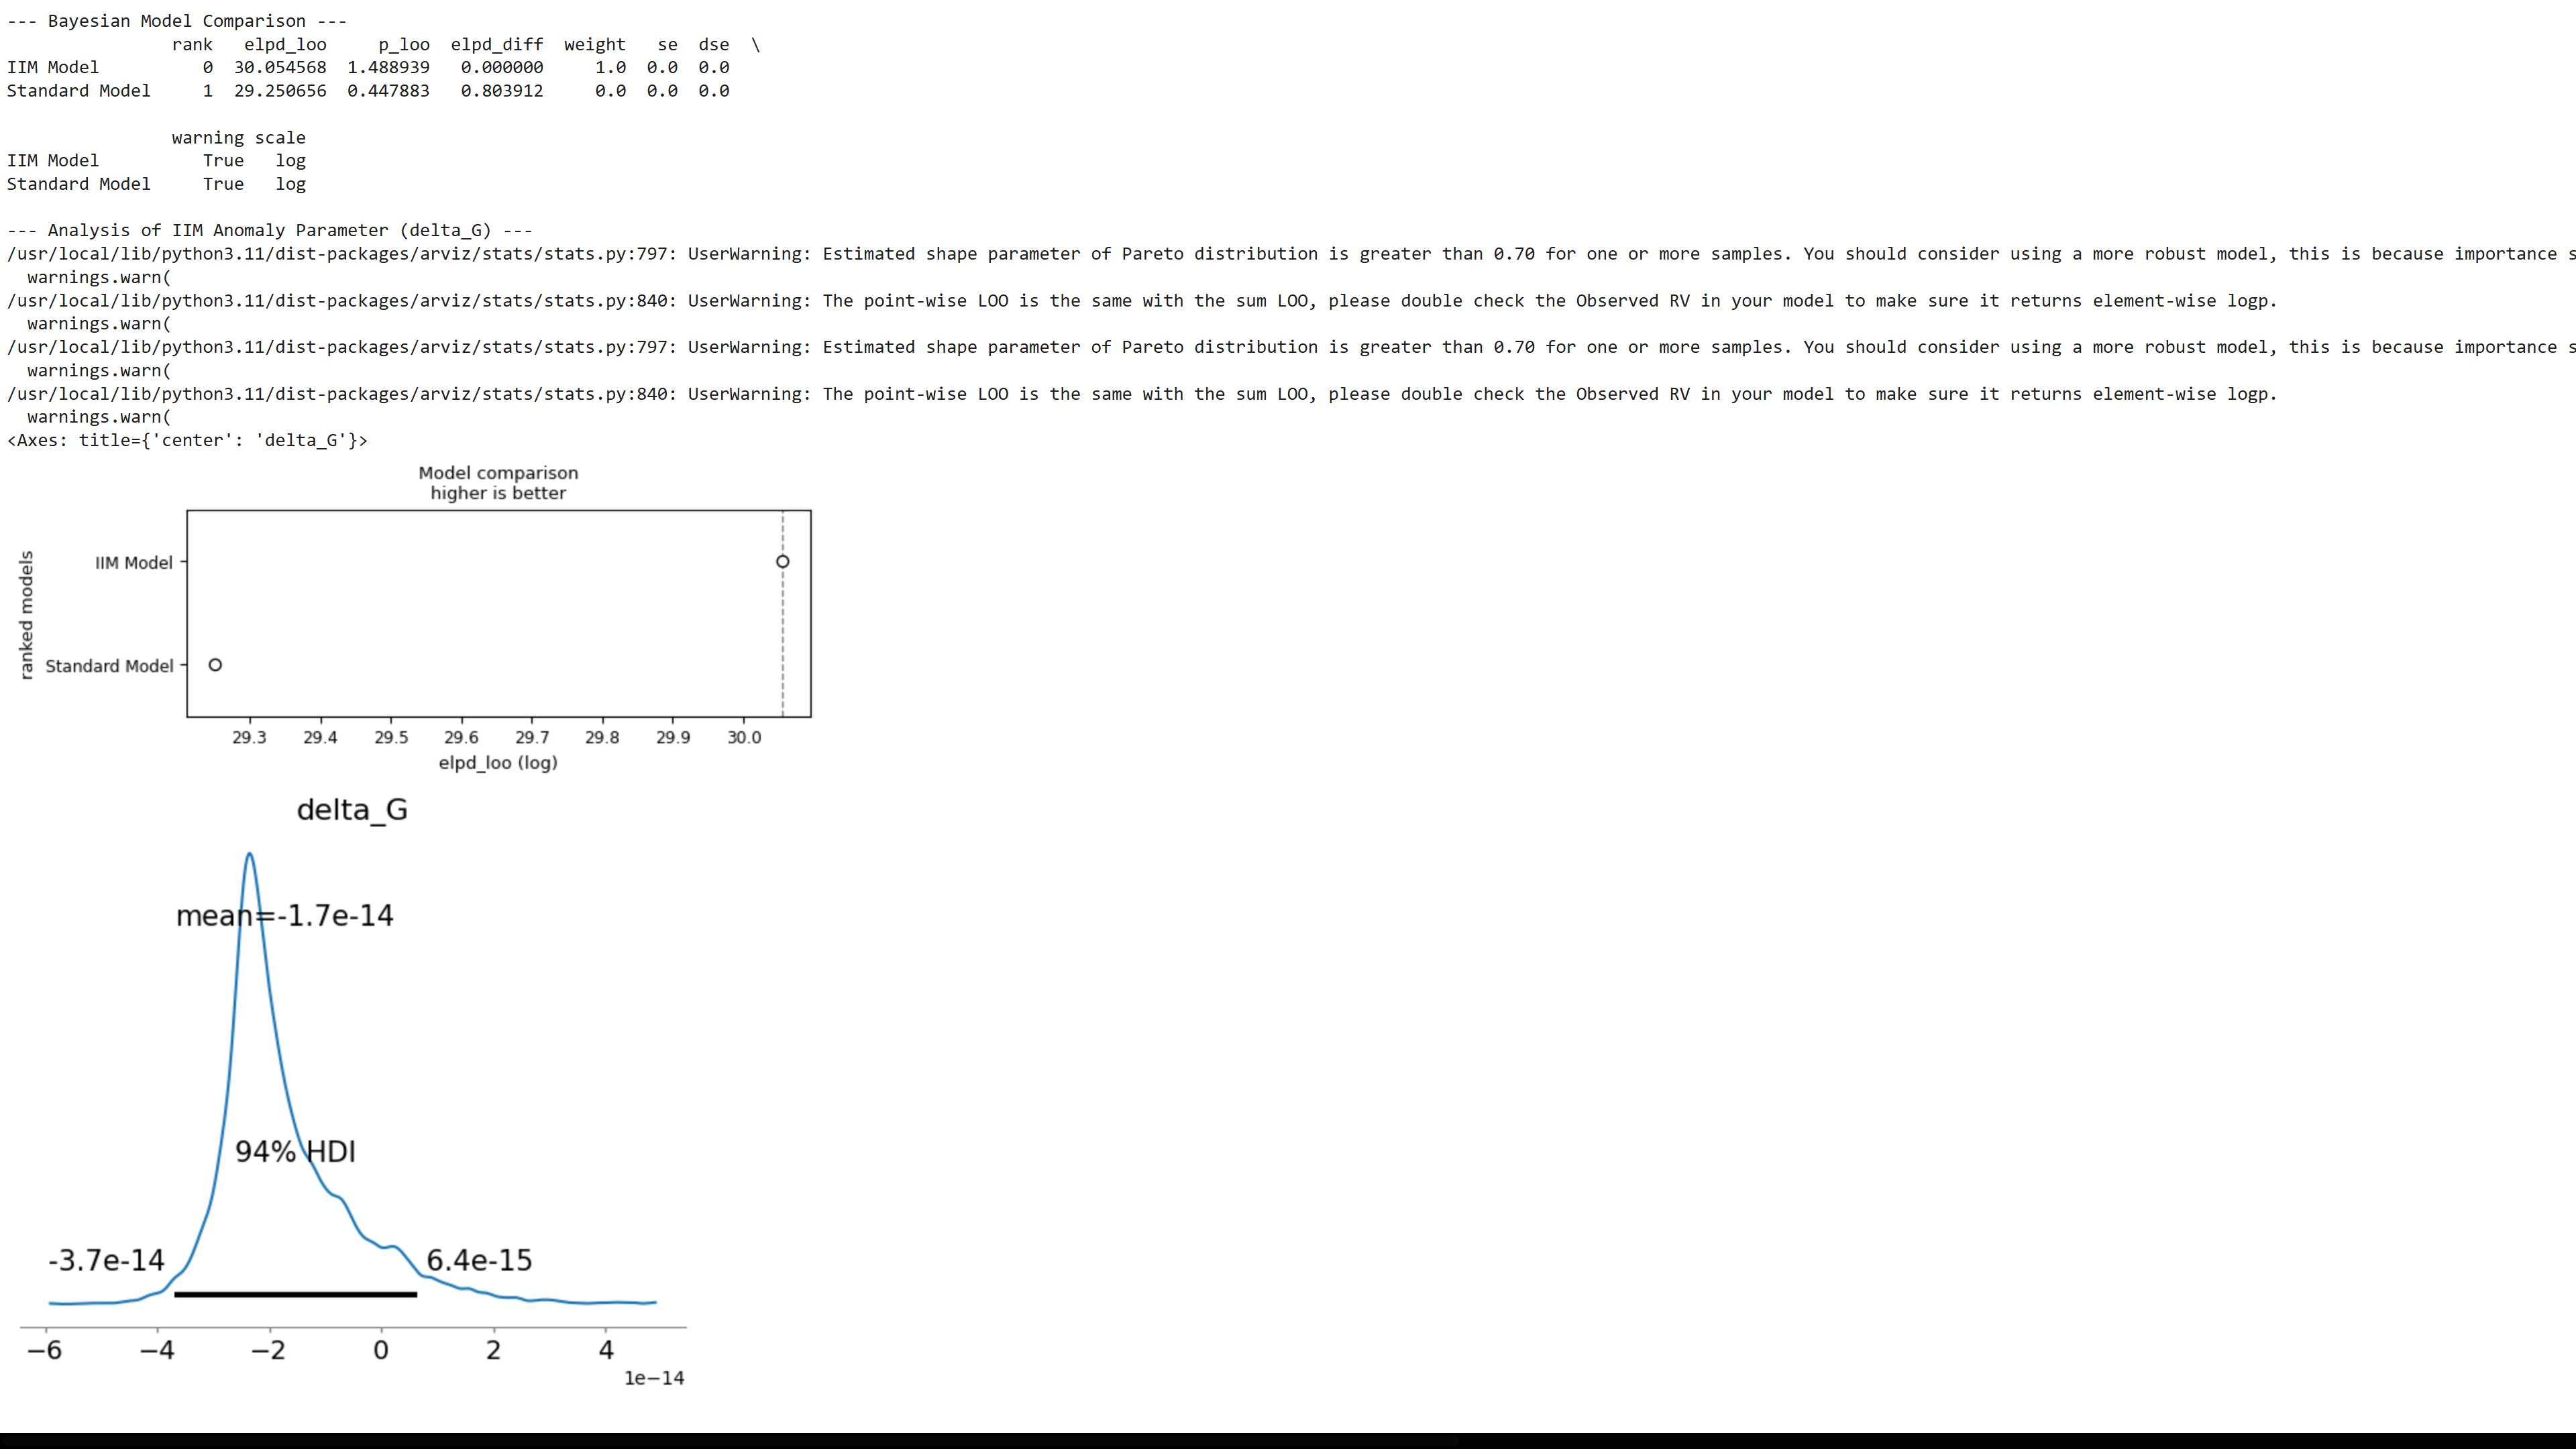 --- Bayesian Model Comparison ---
rank elpd_loo p_loo elpd_diff weight se dse \
IIM Model 0 30.054568 1.488939 0.000000 1.0 0.0 0.0
Standard Model 1 29.250656 0.447883 0.803912 0.0 0.0 0.0
warning scale
IIM Model True log
Standard Model True log
--- Analysis of IIM Anomaly Parameter (delta_G) ---
/usr/local/lib/python3.11/dist-packages/arviz/stats/stats.py:797: UserWarning: Estimated shape parameter of Pareto distribution is greater than 0.70 for one or more samples. You should consider using a more robust model, this is because importance s
warnings.warn(
/usr/local/lib/python3.11/dist-packages/arviz/stats/stats.py:840: UserWarning: The point-wise LOO is the same with the sum LOO, please double check the Observed RV in your model to make sure it returns element-wise logp.
warnings.warn(
/usr/local/lib/python3.11/dist-packages/arviz/stats/stats.py:797: UserWarning: Estimated shape parameter of Pareto distribution is greater than 0.70 for one or more samples. You should consider using a more robust model, this is because importance s
warnings.warn(
/usr/local/lib/python3.11/dist-packages/arviz/stats/stats.py:840: UserWarning: The point-wise LOO is the same with the sum LOO, please double check the Observed RV in your model to make sure it returns element-wise logp.
warnings.warn(
<Axes: title={'center': 'delta_G'}>
Model comparison
higher is better
ranked models
IIM Model
Standard Model
29.3 29.4 29.5 29.6 29.7 29.8 29.9 30.0
elpd_loo (log)
delta_G
mean=-1.7e-14
94% HDI
-3.7e-14 6.4e-15
−6 −4 −2 0 2 4
1e−14